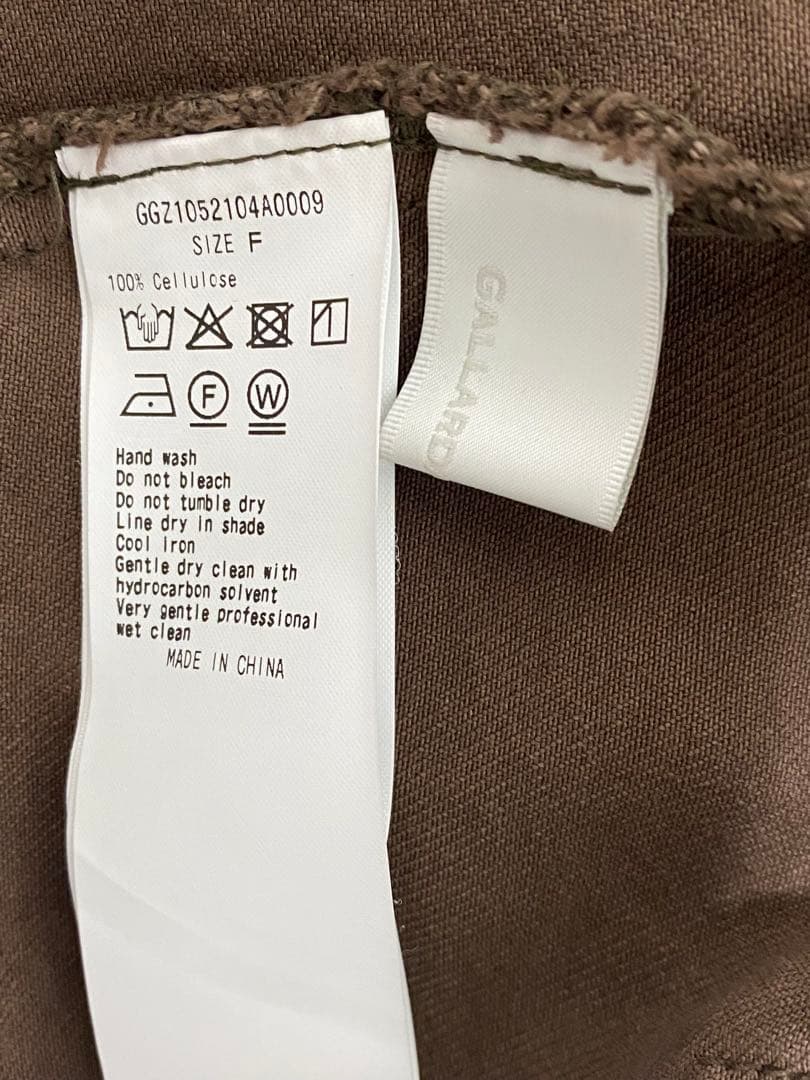 GGZ1052104A0009
SIZE F
100% Cellulose
F
W
Hand wash
Do not bleach
Do not tumble dry
Line dry in shade
Cool iron
Gentle dry clean with
hydrocarbon solvent
Very gentle professional
wet clean
MADE IN CHINA
GALLARD